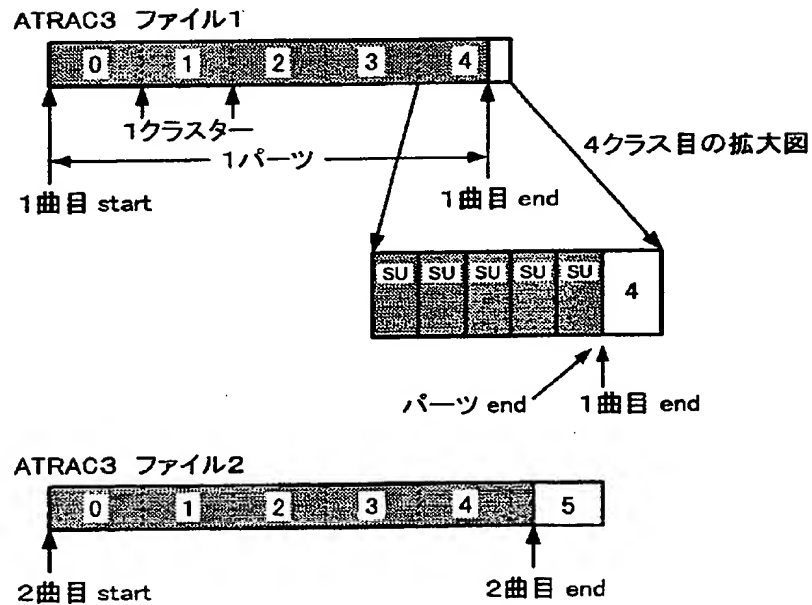 ATRAC3 ファイル1
0 1 2 3 4
1クラスター
1パーツ
4クラス目の拡大図
1曲目 start
1曲目 end
SU SU SU SU SU 4
パーツ end
1曲目 end
ATRAC3 ファイル2
0 1 2 3 4 5
2曲目 start
2曲目 end